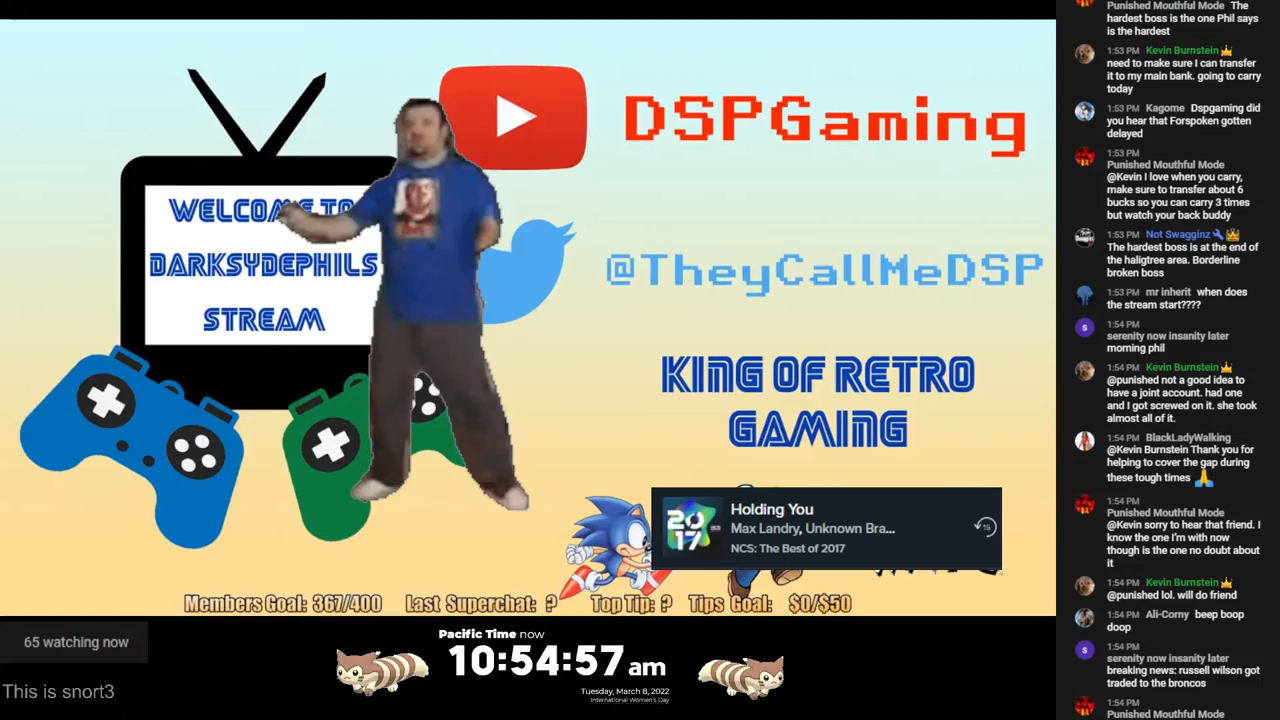 WELCOME TO
DARKSYDEPHILS
STREAM
DSPGaming
@TheyCallMeDSP
KING OF RETRO
GAMING
2017
Holding You
Max Landry, Unknown Bra...
NCS: The Best of 2017
15
Members Goal: 367/400 Last Superchat: ? Top Tip: ? Tips Goal: $0/$50
65 watching now
This is snort3
Pacific Time now
10:54:57 am
Tuesday, March 8, 2022
International Women's Day
Punished Mouthful Mode The
hardest boss is the one Phil says
is the hardest
1:53 PM Kevin Burnstein
need to make sure I can transfer
it to my main bank. going to carry
today
1:53 PM Kagome Dspgaming did
you hear that Forspoken gotten
delayed
1:53 PM
Punished Mouthful Mode
@Kevin I love when you carry,
make sure to transfer about 6
bucks so you can carry 3 times
but watch your back buddy
1:53 PM Not Swagginz
The hardest boss is at the end of
the haligtree area. Borderline
broken boss
1:53 PM mr inherit when does
the stream start????
s
1:54 PM
serenity now insanity later
morning phil
1:54 PM Kevin Burnstein
@punished not a good idea to
have a joint account. had one
and I got screwed on it. she took
almost all of it.
1:54 PM BlackLadyWalking
@Kevin Burnstein Thank you for
helping to cover the gap during
these tough times 🙏
1:54 PM
Punished Mouthful Mode
@Kevin sorry to hear that friend. I
know the one I'm with now
though is the one no doubt about
it
1:54 PM Kevin Burnstein
@punished lol. will do friend
1:54 PM Ali-Corny beep boop
doop
s
1:54 PM
serenity now insanity later
breaking news: russell wilson got
traded to the broncos
1:54 PM
Punished Mouthful Mode